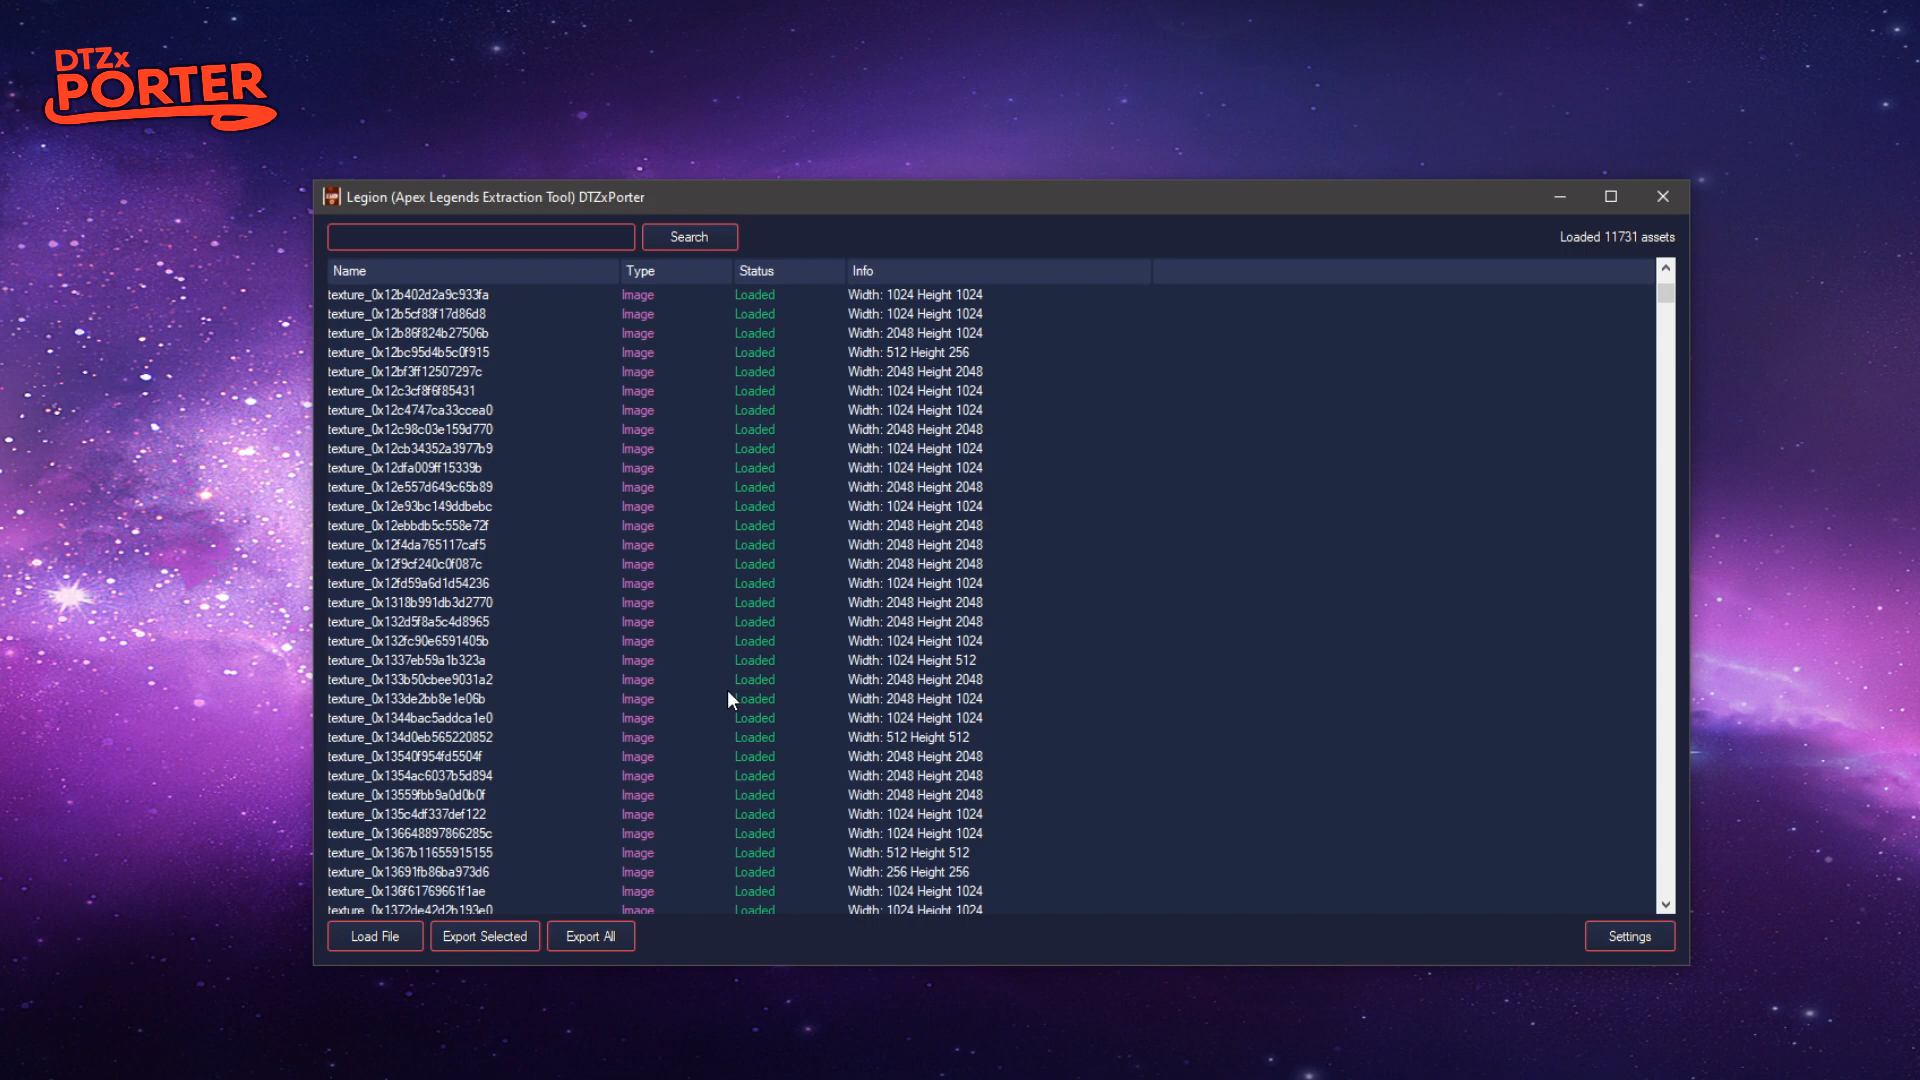 DTZx
PORTER
Legion (Apex Legends Extraction Tool) DTZxPorter
Search
Loaded 11731 assets
Name Type Status Info
texture_0x12b402d2a9c933fa Image Loaded Width: 1024 Height 1024
texture_0x12b5cf88f17d86d8 Image Loaded Width: 1024 Height 1024
texture_0x12b86f824b27506b Image Loaded Width: 2048 Height 1024
texture_0x12bc95d4b5c0f915 Image Loaded Width: 512 Height 256
texture_0x12bf3ff12507297c Image Loaded Width: 2048 Height 2048
texture_0x12c3cf8f6f85431 Image Loaded Width: 1024 Height 1024
texture_0x12c4747ca33ccea0 Image Loaded Width: 1024 Height 1024
texture_0x12c98c03e159d770 Image Loaded Width: 2048 Height 2048
texture_0x12cb34352a3977b9 Image Loaded Width: 1024 Height 1024
texture_0x12dfa009ff15339b Image Loaded Width: 1024 Height 1024
texture_0x12e557d649c65b89 Image Loaded Width: 2048 Height 2048
texture_0x12e93bc149ddbebc Image Loaded Width: 1024 Height 1024
texture_0x12ebbdb5c558e72f Image Loaded Width: 2048 Height 2048
texture_0x12f4da765117caf5 Image Loaded Width: 2048 Height 2048
texture_0x12f9cf240c0f087c Image Loaded Width: 2048 Height 2048
texture_0x12fd59a6d1d54236 Image Loaded Width: 1024 Height 1024
texture_0x1318b991db3d2770 Image Loaded Width: 2048 Height 2048
texture_0x132d5f8a5c4d8965 Image Loaded Width: 2048 Height 2048
texture_0x132fc90e6591405b Image Loaded Width: 1024 Height 1024
texture_0x1337eb59a1b323a Image Loaded Width: 1024 Height 512
texture_0x133b50cbee9031a2 Image Loaded Width: 2048 Height 2048
texture_0x133de2bb8e1e06b Image Loaded Width: 2048 Height 1024
texture_0x1344bac5addca1e0 Image Loaded Width: 1024 Height 1024
texture_0x134d0eb565220852 Image Loaded Width: 512 Height 512
texture_0x13540f954fd5504f Image Loaded Width: 2048 Height 2048
texture_0x1354ac6037b5d894 Image Loaded Width: 2048 Height 2048
texture_0x13559fbb9a0d0b0f Image Loaded Width: 2048 Height 2048
texture_0x135c4df337def122 Image Loaded Width: 1024 Height 1024
texture_0x136648897866285c Image Loaded Width: 1024 Height 1024
texture_0x1367b11655915155 Image Loaded Width: 512 Height 512
texture_0x13691fb86ba973d6 Image Loaded Width: 256 Height 256
texture_0x136f61769661f1ae Image Loaded Width: 1024 Height 1024
texture_0x1372de42d2b193e0 Image Loaded Width: 1024 Height 1024
Load File Export Selected Export All Settings